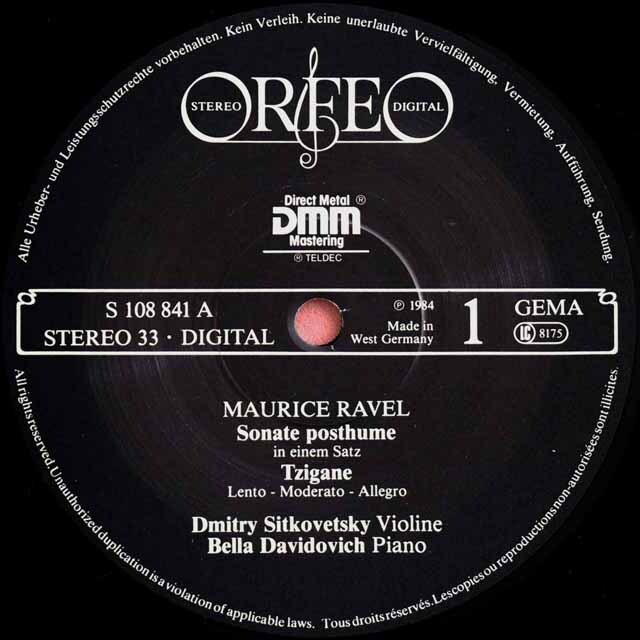 Alle Urheber- und Leistungsschutzrechte vorbehalten. Kein Verleih. Keine unerlaubte Vervielfältigung, Vermietung, Aufführung, Sendung.
ORFEO
STEREO DIGITAL
Direct Metal ®
DMM
Mastering
® TELDEC
S 108 841 A
STEREO 33 · DIGITAL
℗ 1984
Made in
West Germany
1
GEMA
LC 8175
MAURICE RAVEL
Sonate posthume
in einem Satz
Tzigane
Lento - Moderato - Allegro
Dmitry Sitkovetsky Violine
Bella Davidovich Piano
All rights reserved. Unauthorized duplication is a violation of applicable laws. Tous droits réservés. Les copies ou reproductions non-autorisées sont illicites.